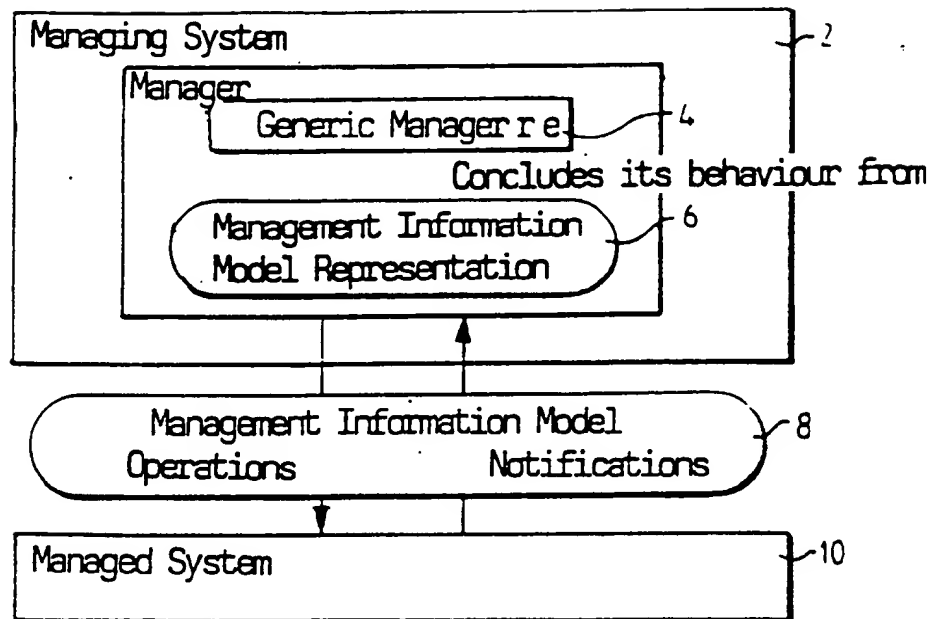 Managing System
2
Manager
Generic Manager r e
4
Concludes its behaviour from
Management Information
6
Model Representation
Management Information Model
8
Operations
Notifications
Managed System
10